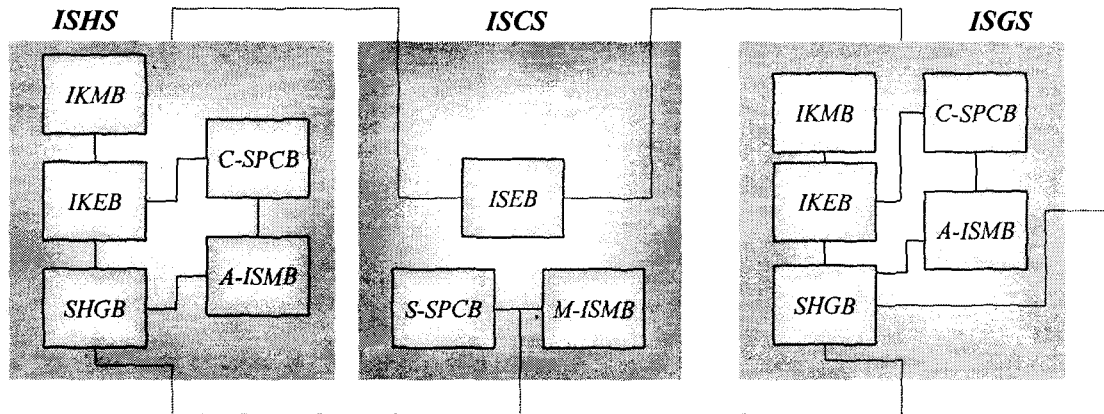 ISHS
ISCS
ISGS
IKMB
C-SPCB
IKEB
A-ISMB
SHGB
ISEB
S-SPCB
M-ISMB
IKMB
C-SPCB
IKEB
A-ISMB
SHGB